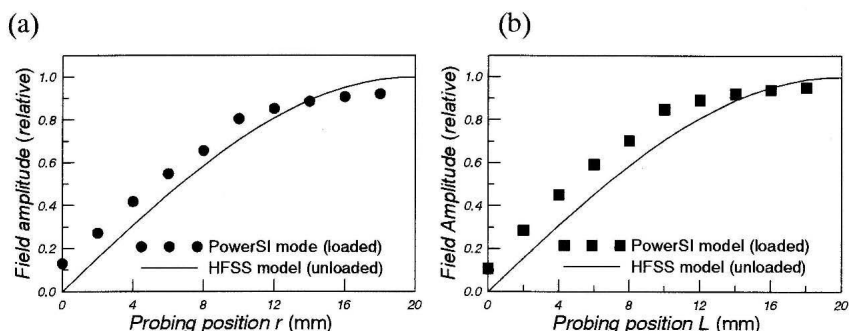 (a)
Field amplitude (relative)
1.0
0.8
0.6
0.4
0.2
0.0
PowerSI mode (loaded)
HFSS model (unloaded)
0 4 8 12 16 20
Probing position r (mm)
(b)
Field Amplitude (relative)
1.0
0.8
0.6
0.4
0.2
0.0
PowerSI model (loaded)
HFSS model (unloaded)
0 4 8 12 16 20
Probing position L (mm)